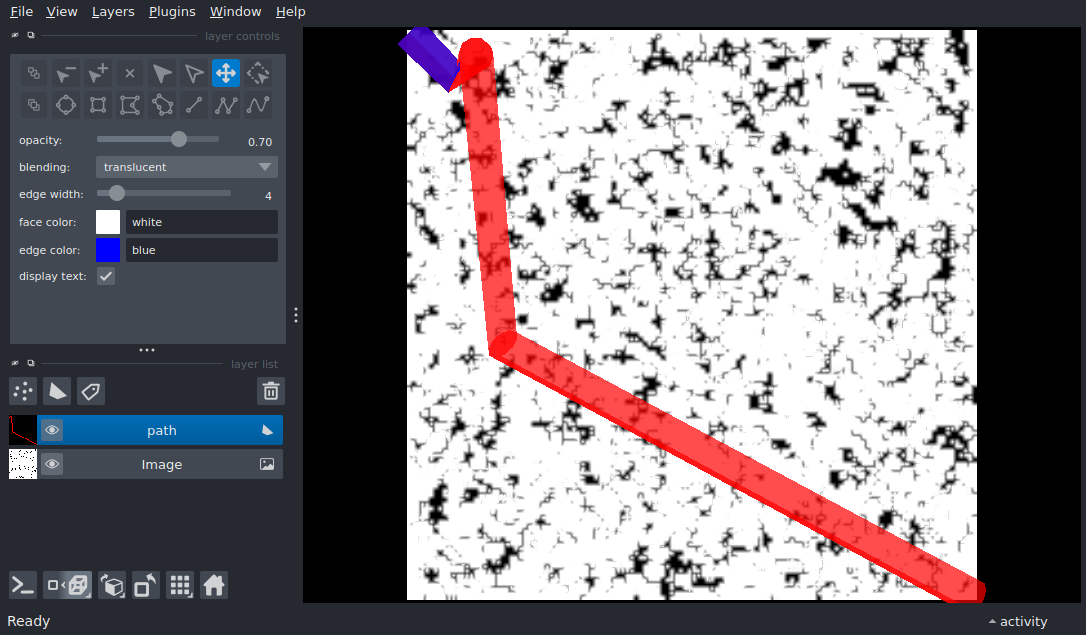 File View Layers Plugins Window Help
layer controls
opacity: 0.70
blending: translucent
edge width: 4
face color: white
edge color: blue
display text:
layer list
path
Image
Ready
activity